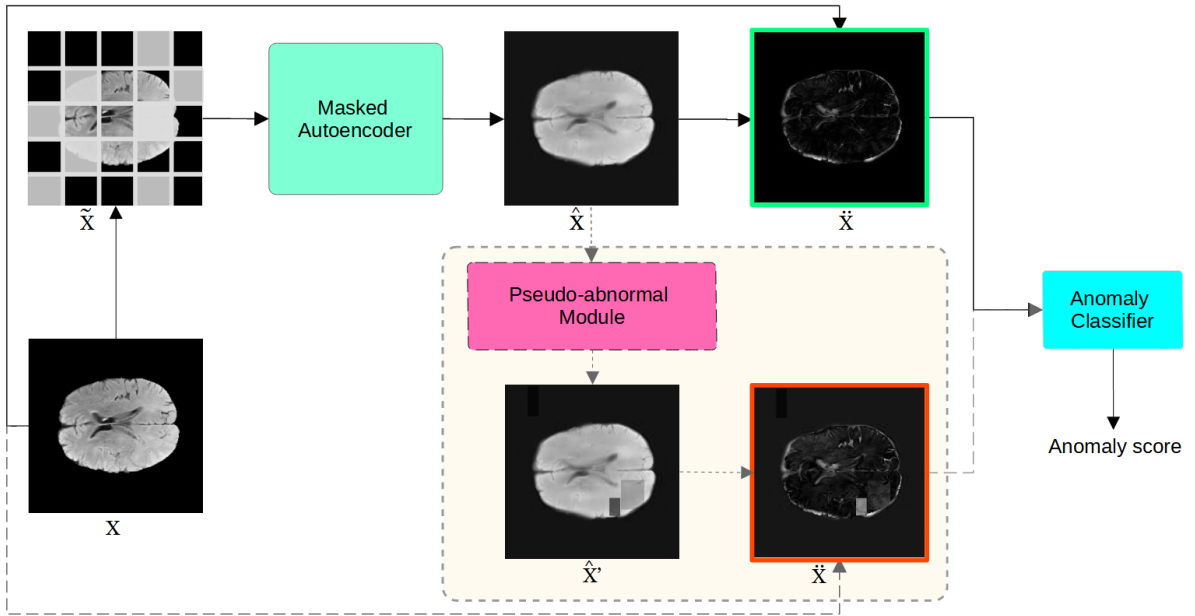 Masked
Autoencoder
x̃
x̂
ẍ
Pseudo-abnormal
Module
Anomaly
Classifier
Anomaly score
x
x̂'
ẍ